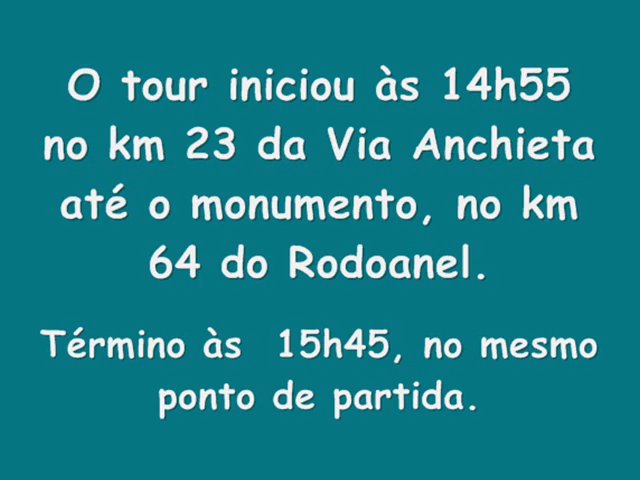 O tour iniciou às 14h55
no km 23 da Via Anchieta
até o monumento, no km
64 do Rodoanel.
Término às 15h45, no mesmo
ponto de partida.